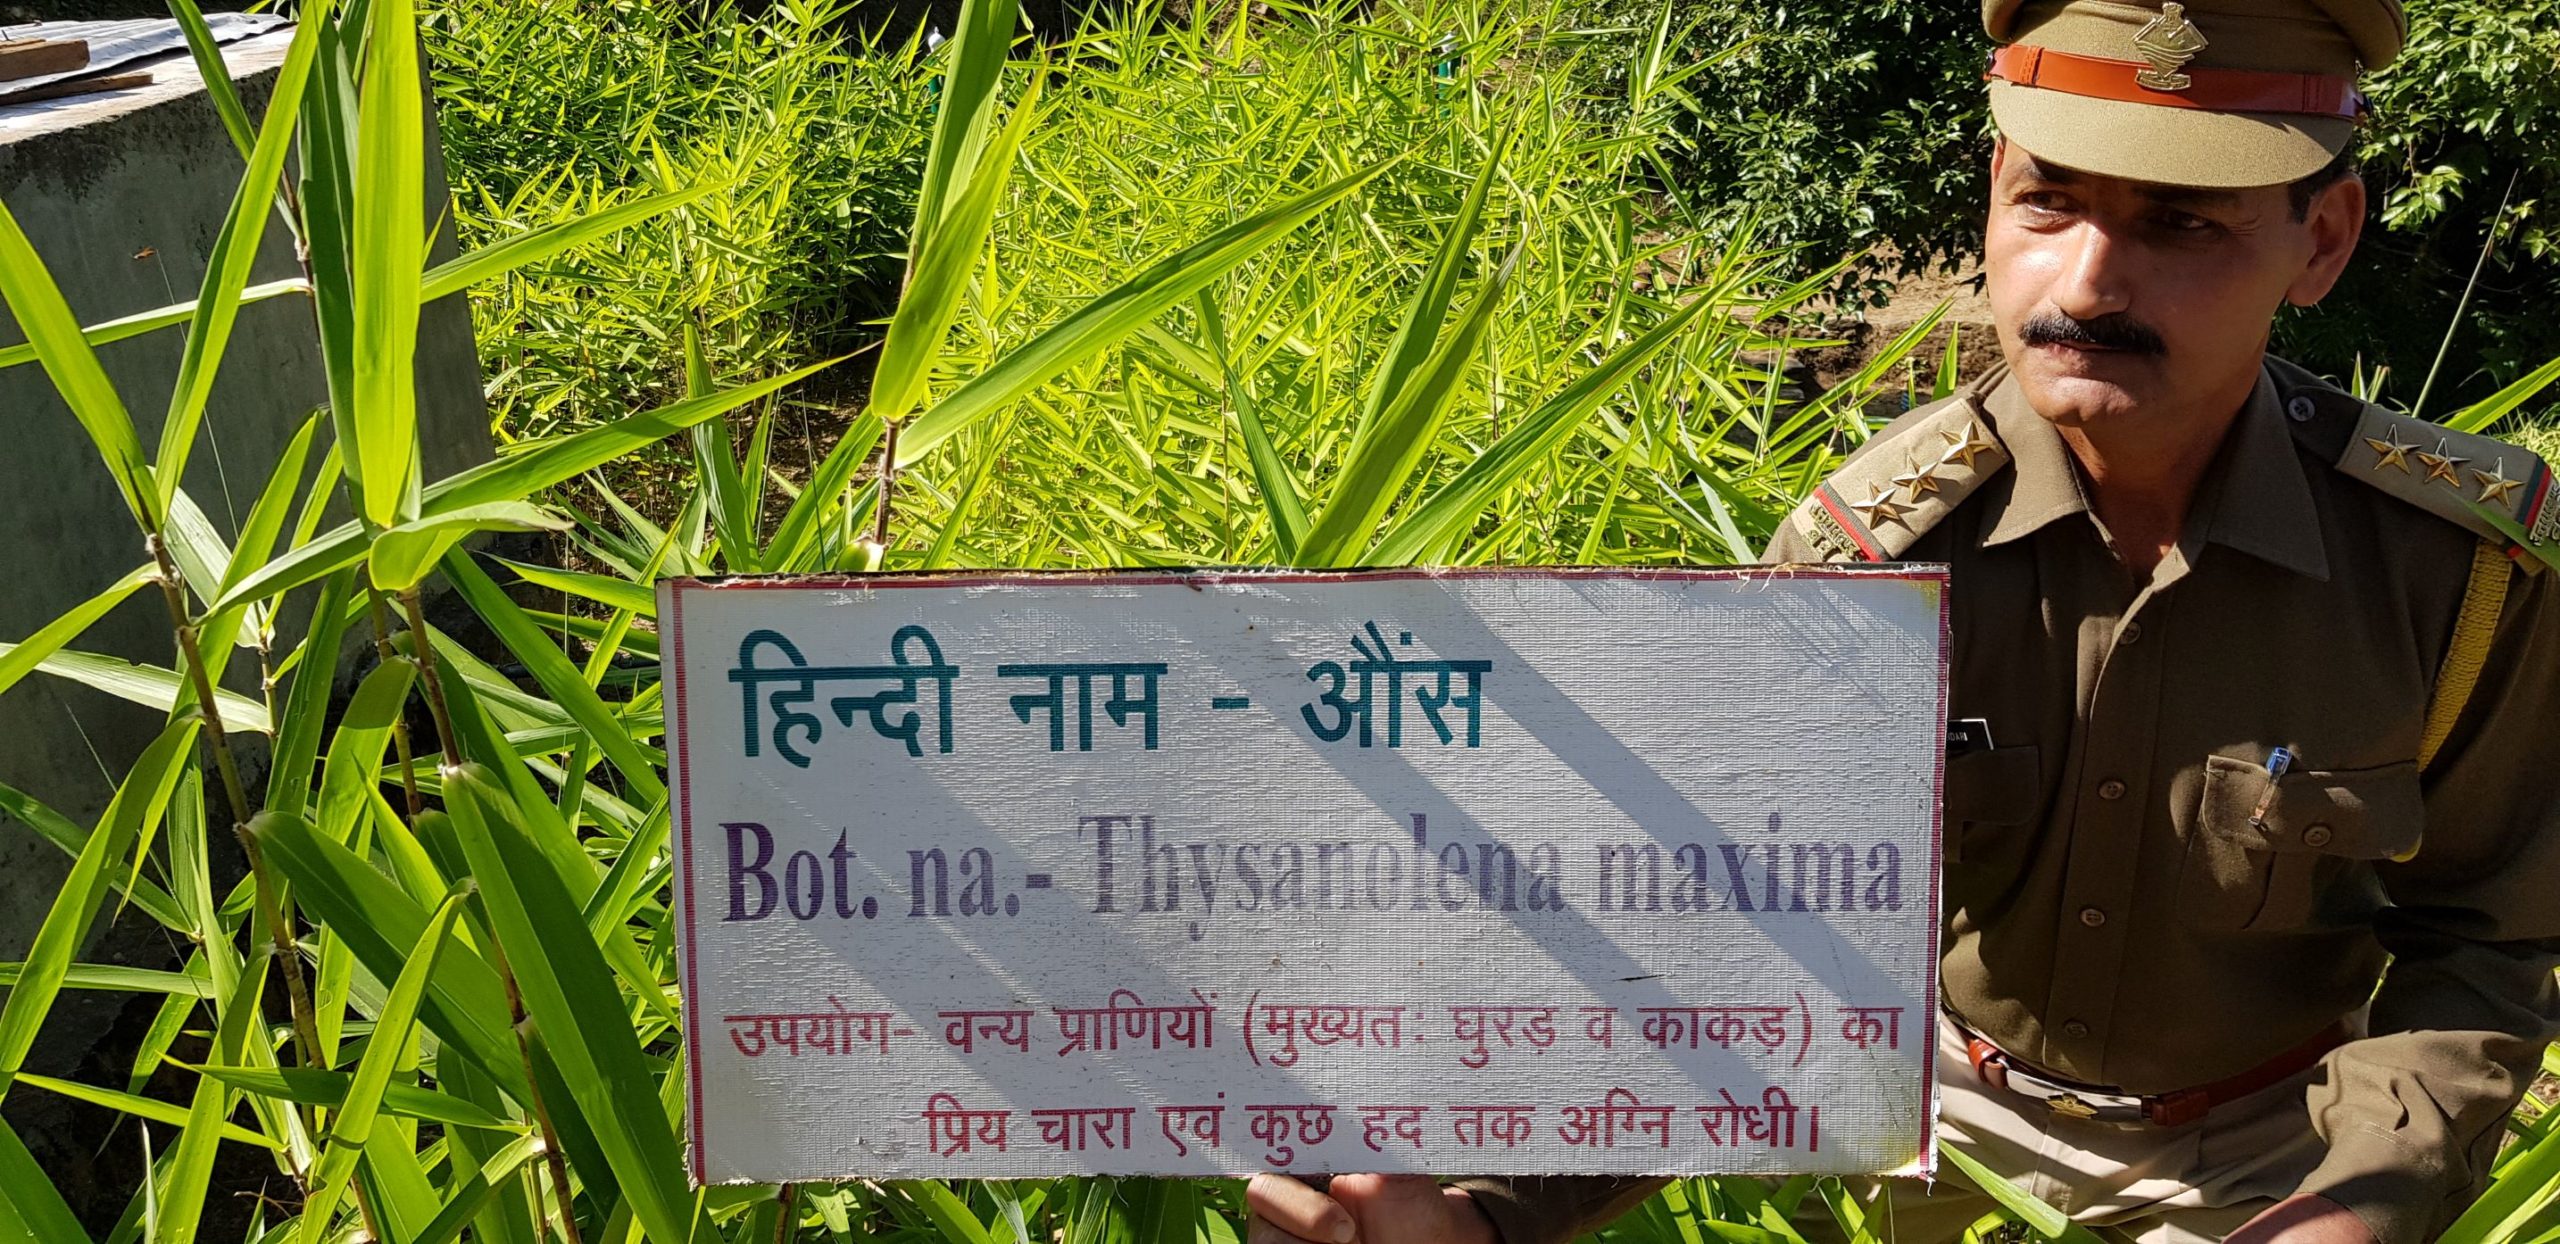 हिन्दी नाम - औंस
Bot. na.- Thysanolena maxima
उपयोग- वन्य प्राणियों (मुख्यत: घुरड़ व काकड़) का
प्रिय चारा एवं कुछ हद तक अग्नि रोधी।